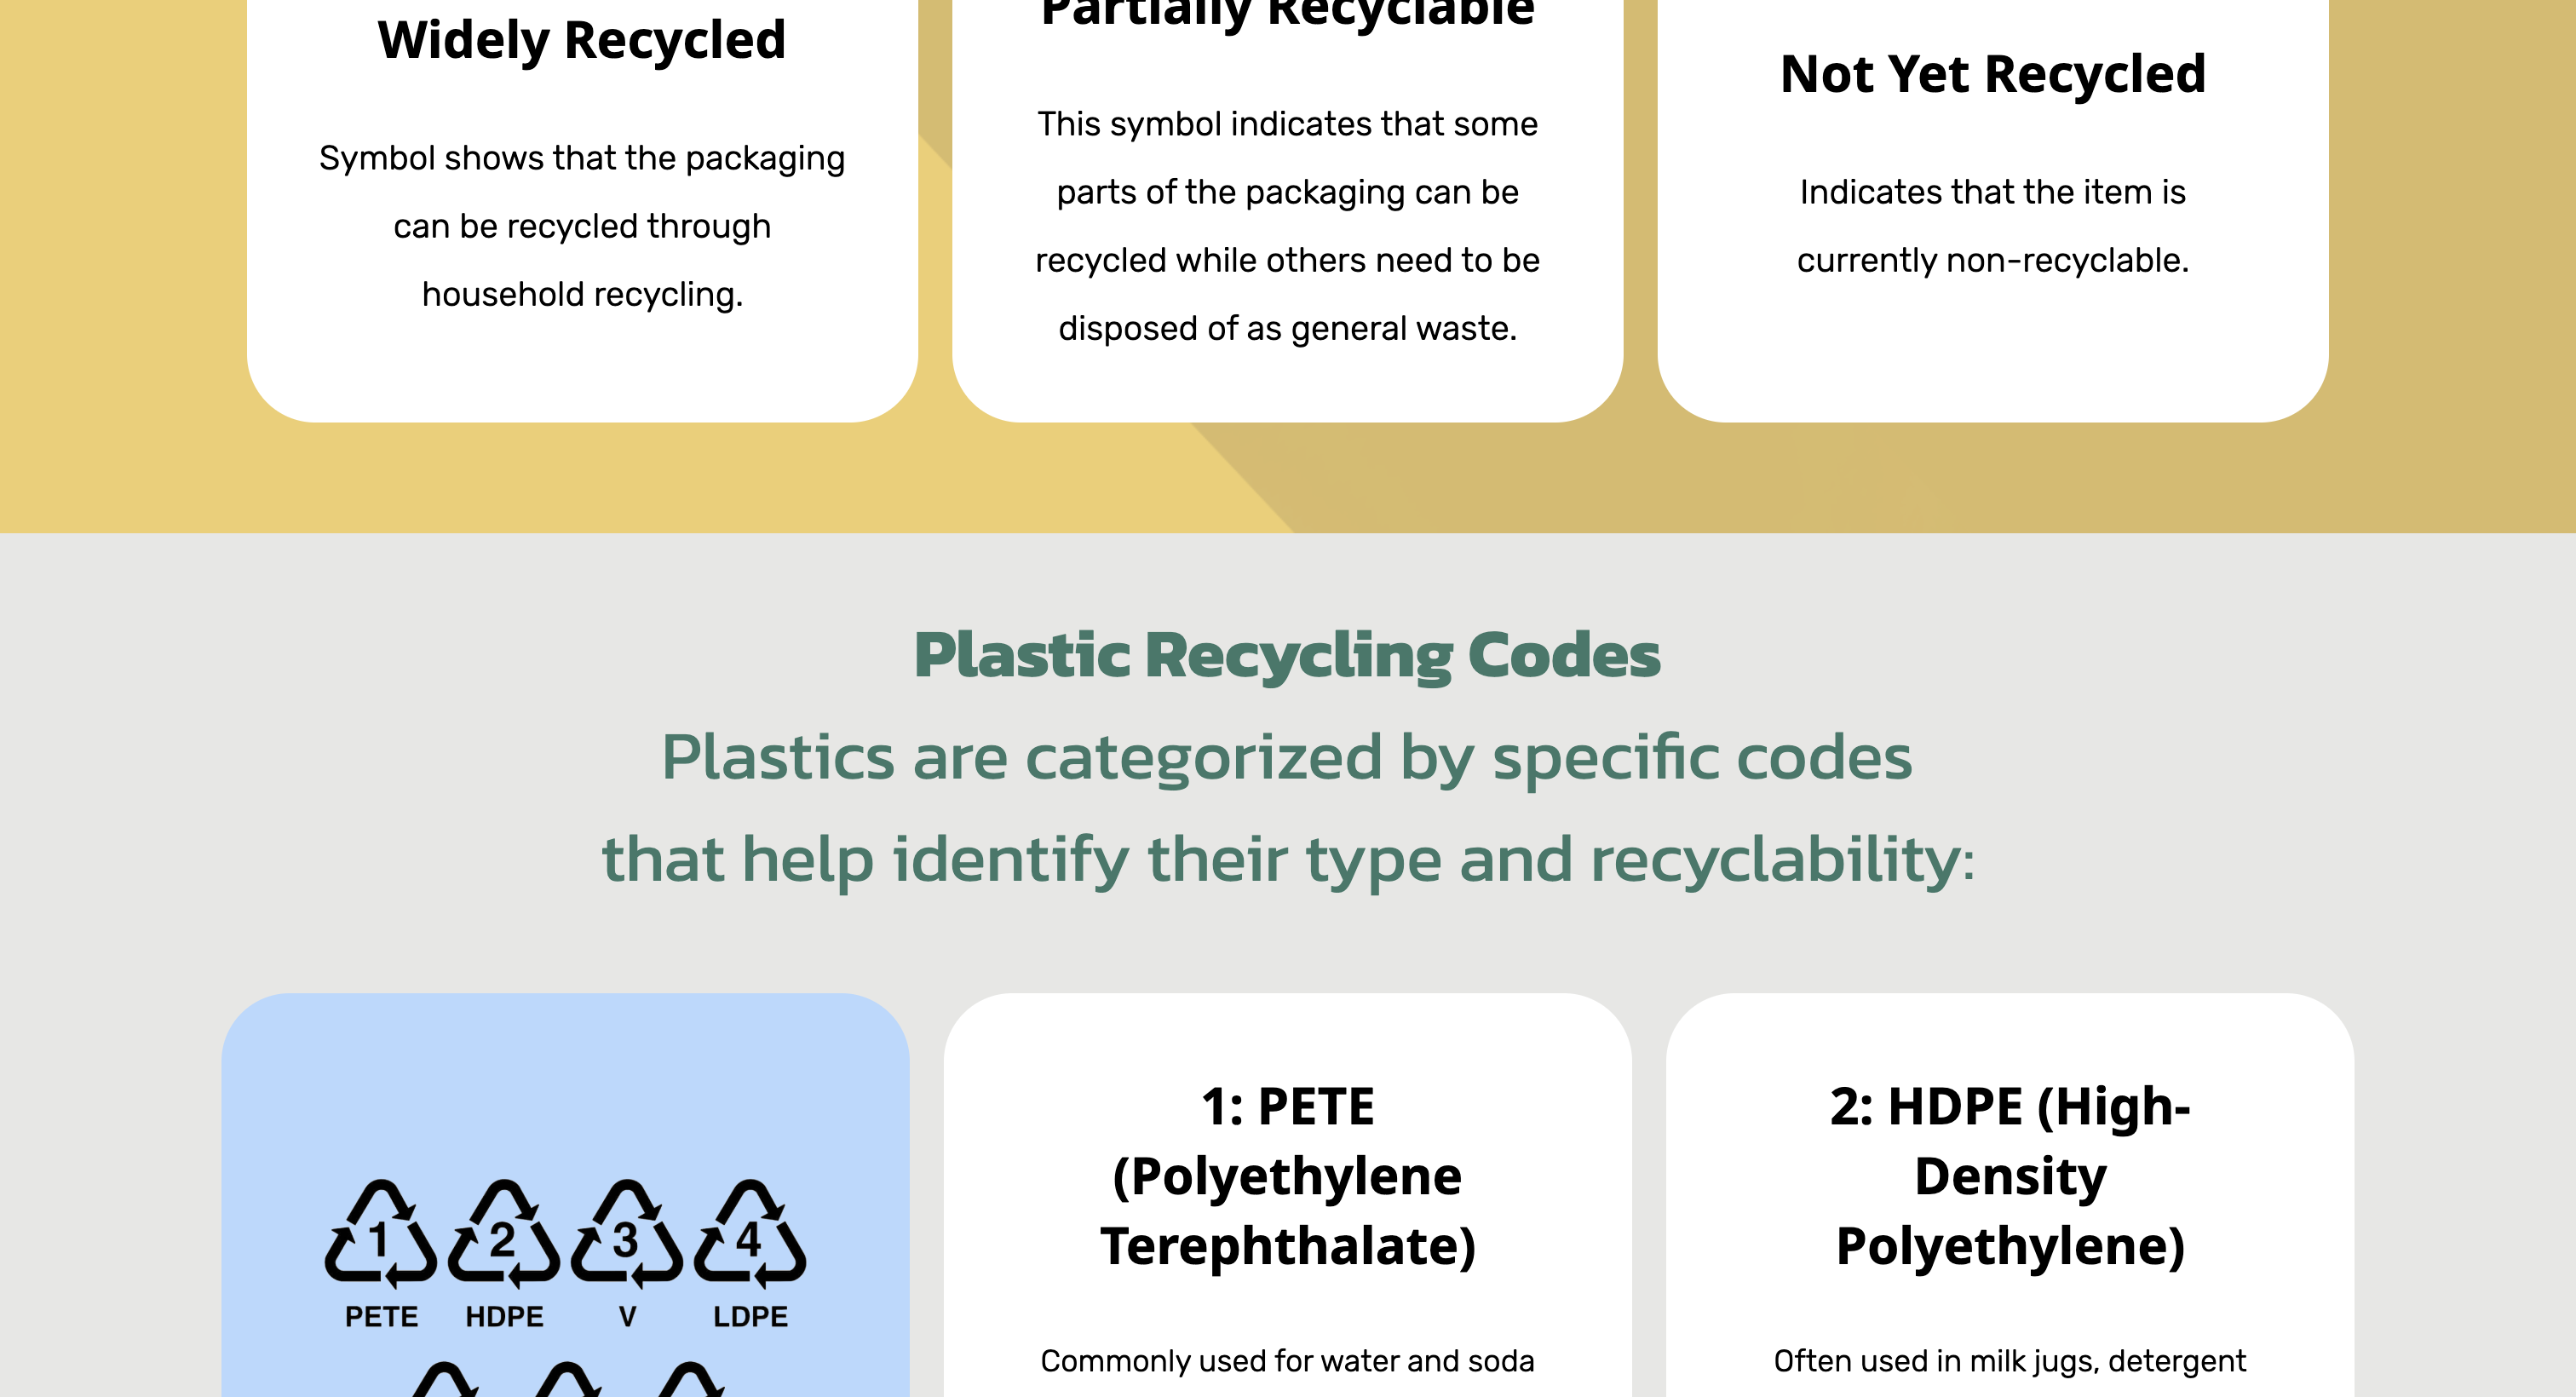 Widely Recycled
Symbol shows that the packaging
can be recycled through
household recycling.
Partially Recyclable
This symbol indicates that some
parts of the packaging can be
recycled while others need to be
disposed of as general waste.
Not Yet Recycled
Indicates that the item is
currently non-recyclable.
Plastic Recycling Codes
Plastics are categorized by specific codes
that help identify their type and recyclability:
1 2 3 4
PETE HDPE V LDPE
1: PETE
(Polyethylene
Terephthalate)
Commonly used for water and soda
2: HDPE (High-
Density
Polyethylene)
Often used in milk jugs, detergent